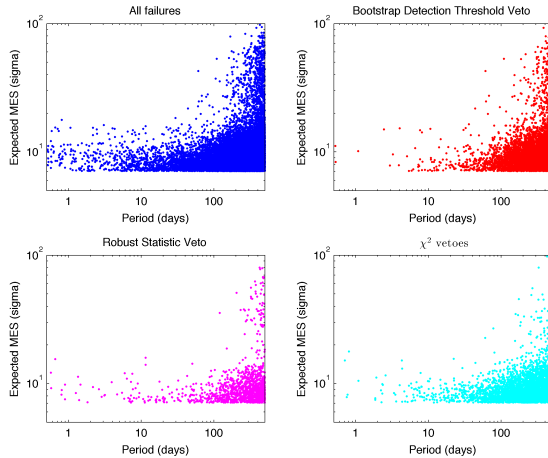 All failures
Bootstrap Detection Threshold Veto
10^2
10^1
Expected MES (sigma)
1
10
100
Period (days)
10^2
10^1
Expected MES (sigma)
1
10
100
Period (days)
Robust Statistic Veto
χ² vetoes
10^2
10^1
Expected MES (sigma)
1
10
100
Period (days)
10^2
10^1
Expected MES (sigma)
1
10
100
Period (days)